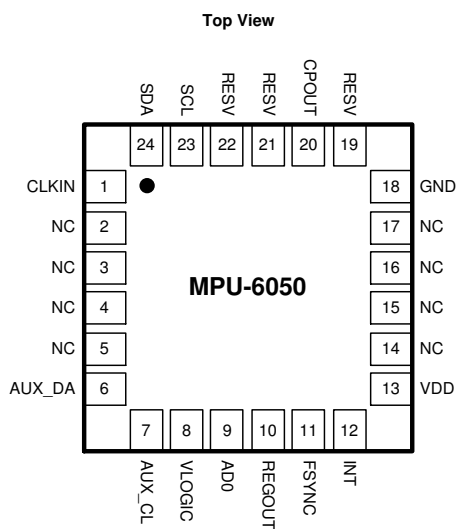 Top View
SDA
SCL
RESV
RESV
CPOUT
RESV
24
23
22
21
20
19
CLKIN 1
18 GND
NC 2
17 NC
NC 3
16 NC
MPU-6050
NC 4
15 NC
NC 5
14 NC
AUX_DA 6
13 VDD
7
8
9
10
11
12
AUX_CL
VLOGIC
AD0
REGOUT
FSYNC
INT